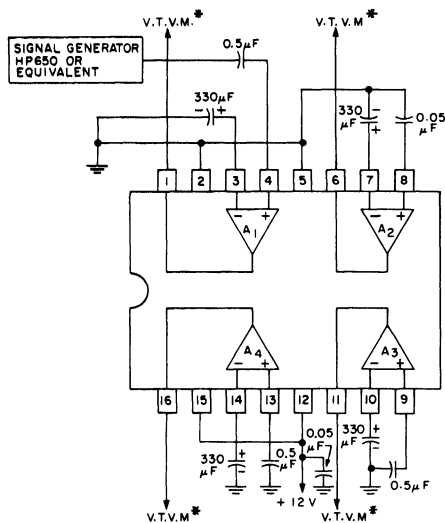 V.T.V.M.*
V.T.V.M*
SIGNAL GENERATOR
HP650 OR
EQUIVALENT
0.5μF
330μF
- +
330
μF
-
+
0.05
μF
1 2 3 4 5 6 7 8
- + - +
A1 A2
A4 A3
- + - +
16 15 14 13 12 11 10 9
330
μF
+
-
0.5
μF
0.05
μF
330
μF
+
-
0.5μF
+ 12 V
V.T.V.M*
V.T.V.M*